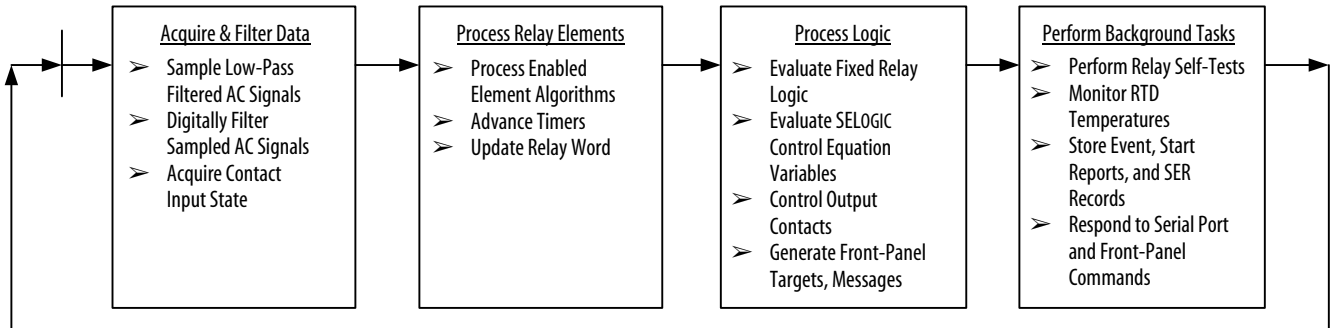 Acquire & Filter Data
➢ Sample Low-Pass
Filtered AC Signals
➢ Digitally Filter
Sampled AC Signals
➢ Acquire Contact
Input State
Process Relay Elements
➢ Process Enabled
Element Algorithms
➢ Advance Timers
➢ Update Relay Word
Process Logic
➢ Evaluate Fixed Relay
Logic
➢ Evaluate SELOGIC
Control Equation
Variables
➢ Control Output
Contacts
➢ Generate Front-Panel
Targets, Messages
Perform Background Tasks
➢ Perform Relay Self-Tests
➢ Monitor RTD
Temperatures
➢ Store Event, Start
Reports, and SER
Records
➢ Respond to Serial Port
and Front-Panel
Commands